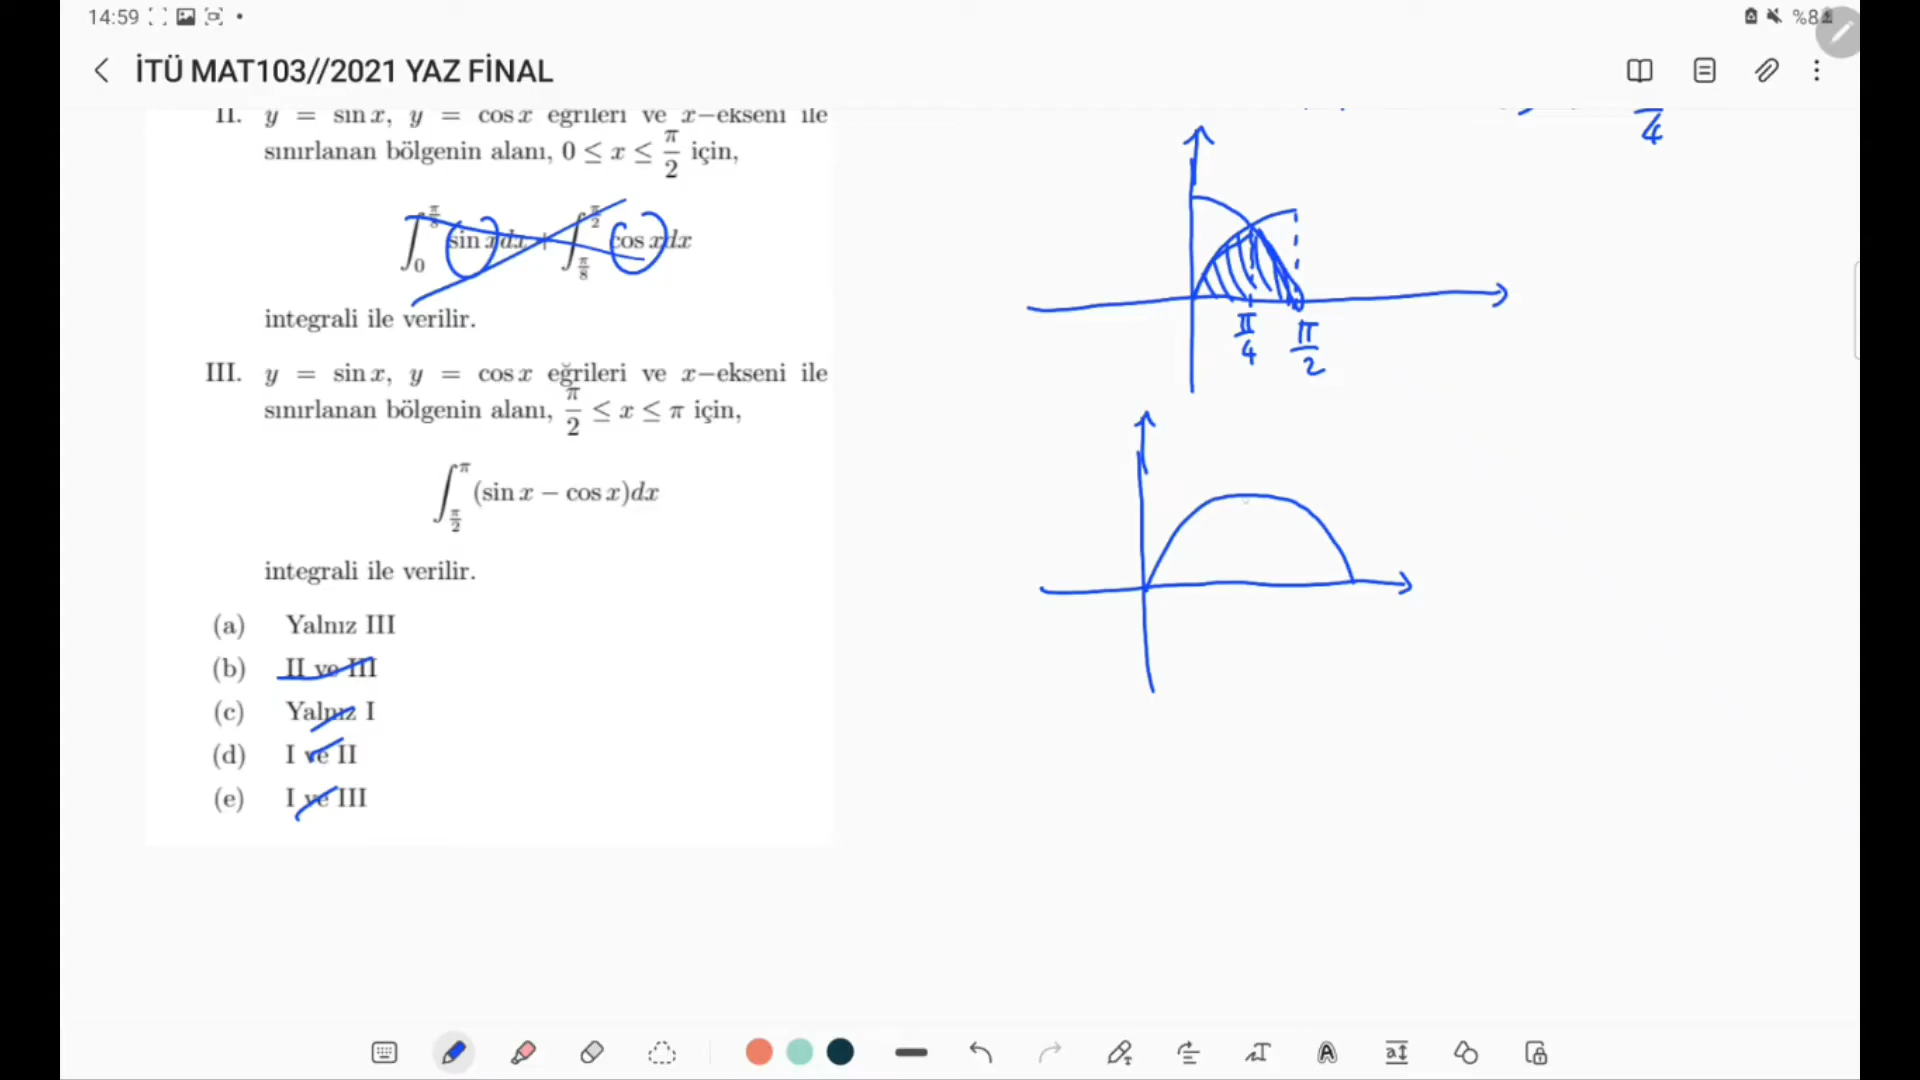 14:59
%8
İTÜ MAT103//2021 YAZ FİNAL
II. y = sin x, y = cos x eğrileri ve x−ekseni ile
sınırlanan bölgenin alanı, 0 ≤ x ≤ π/2 için,
∫_0^{π/8} sin x dx + ∫_{π/8}^{π/2} cos x dx
integrali ile verilir.
III. y = sin x, y = cos x eğrileri ve x−ekseni ile
sınırlanan bölgenin alanı, π/2 ≤ x ≤ π için,
∫_{π/2}^{π} (sin x − cos x)dx
integrali ile verilir.
(a) Yalnız III
(b) II ve III
(c) Yalnız I
(d) I ve II
(e) I ve III
4
π/4
π/2